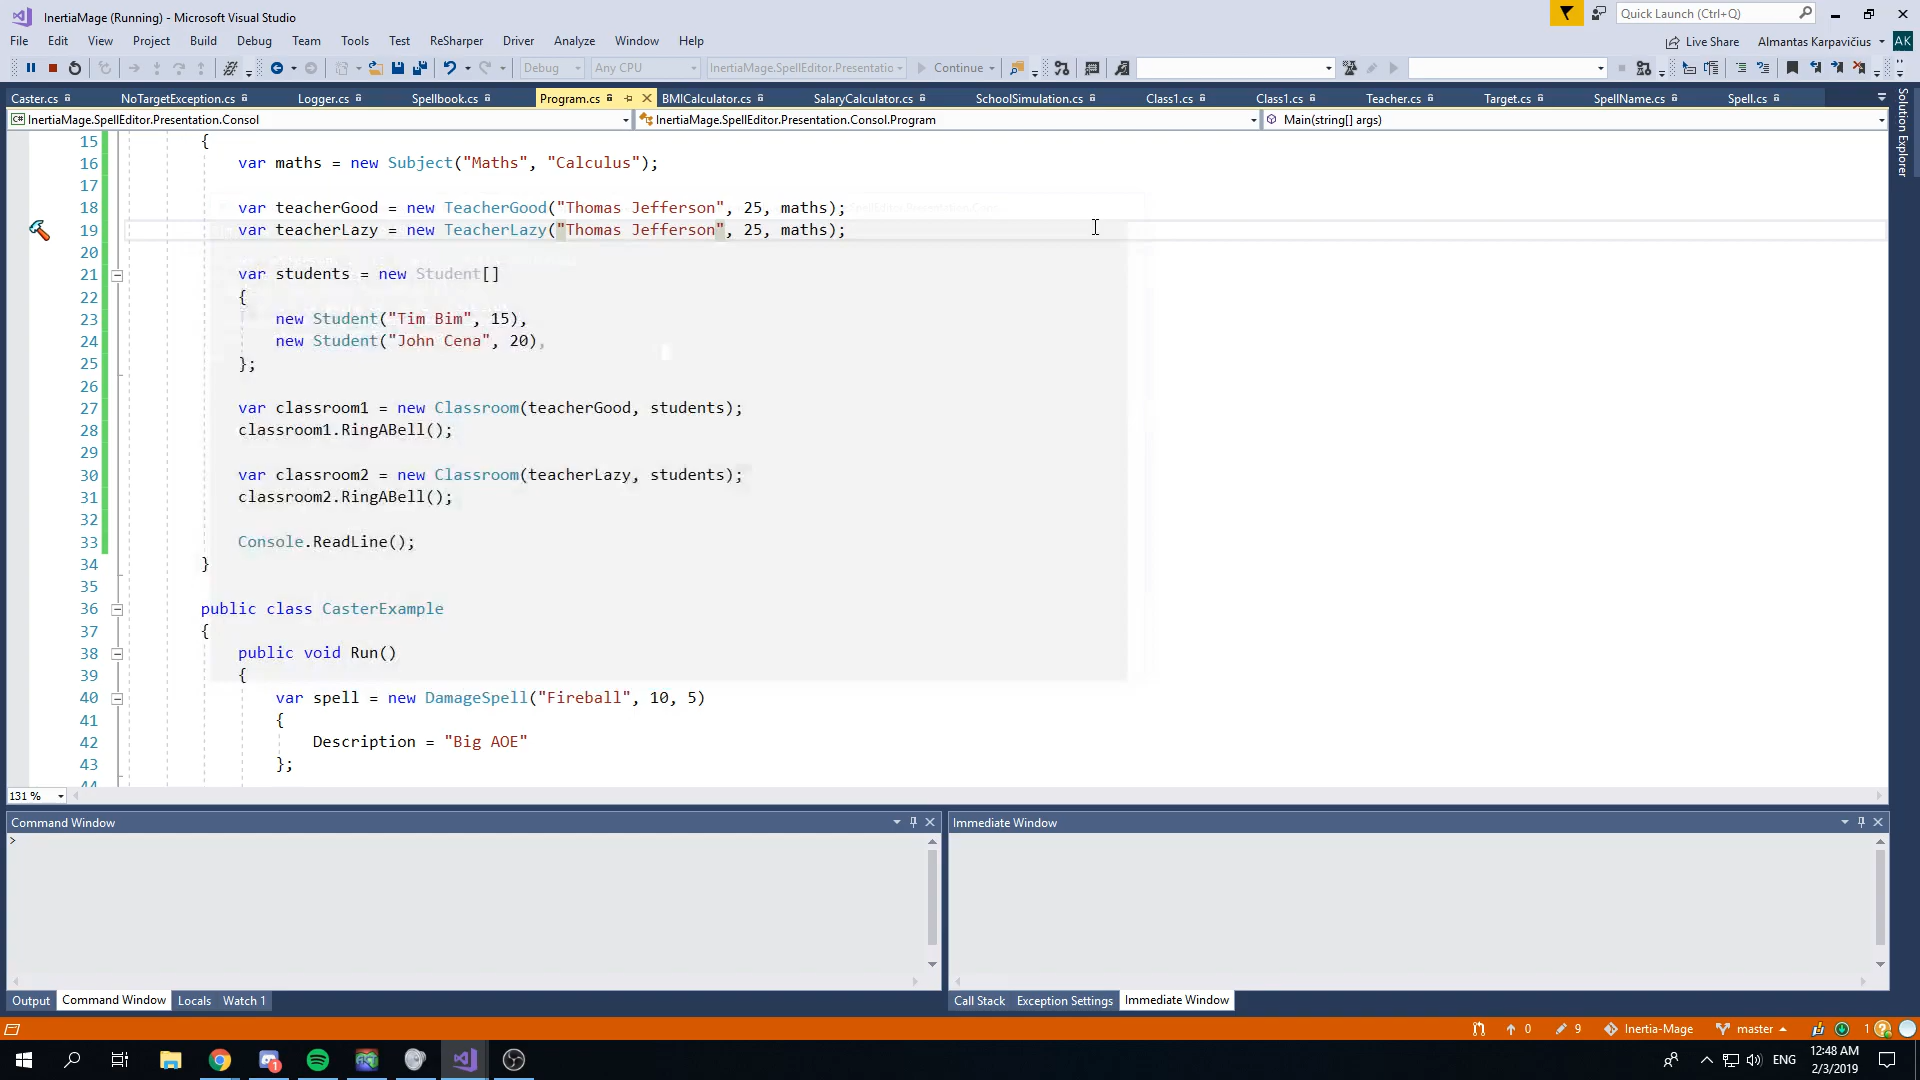 InertiaMage (Running) - Microsoft Visual Studio
Quick Launch (Ctrl+Q)
File Edit View Project Build Debug Team Tools Test ReSharper Driver Analyze Window Help
Live Share Almantas Karpavičius AK
Debug Any CPU InertiaMage.SpellEditor.Presentatio Continue
Caster.cs NoTargetException.cs Logger.cs Spellbook.cs Program.cs BMICalculator.cs SalaryCalculator.cs SchoolSimulation.cs Class1.cs Class1.cs Teacher.cs Target.cs SpellName.cs Spell.cs
C# InertiaMage.SpellEditor.Presentation.Consol InertiaMage.SpellEditor.Presentation.Consol.Program Main(string[] args)
Solution Explorer
15 {
16 var maths = new Subject("Maths", "Calculus");
17
18 var teacherGood = new TeacherGood("Thomas Jefferson", 25, maths);
19 var teacherLazy = new TeacherLazy("Thomas Jefferson", 25, maths);
20
21 var students = new Student[]
22 {
23 new Student("Tim Bim", 15),
24 new Student("John Cena", 20),
25 };
26
27 var classroom1 = new Classroom(teacherGood, students);
28 classroom1.RingABell();
29
30 var classroom2 = new Classroom(teacherLazy, students);
31 classroom2.RingABell();
32
33 Console.ReadLine();
34 }
35
36 public class CasterExample
37 {
38 public void Run()
39 {
40 var spell = new DamageSpell("Fireball", 10, 5)
41 {
42 Description = "Big AOE"
43 };
44
131 %
Command Window
>
Immediate Window
Output Command Window Locals Watch 1
Call Stack Exception Settings Immediate Window
0 9 Inertia-Mage master 1
1
ENG
12:48 AM
2/3/2019